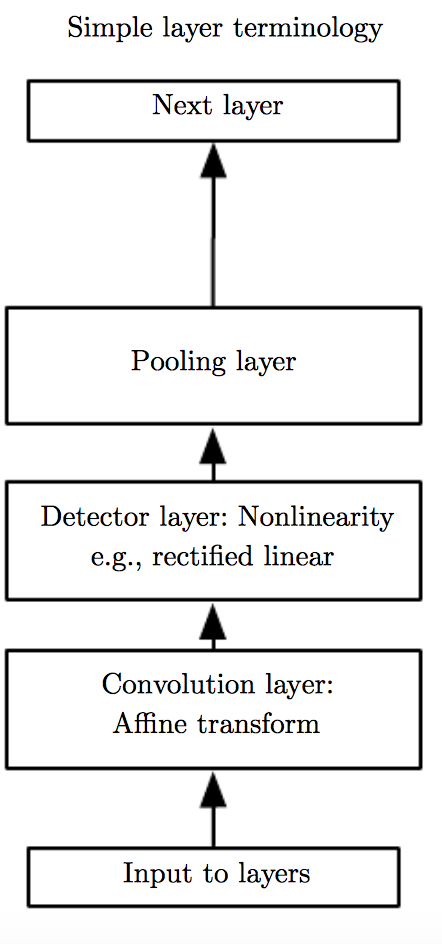 Simple layer terminology
Next layer
Pooling layer
Detector layer: Nonlinearity
e.g., rectified linear
Convolution layer:
Affine transform
Input to layers